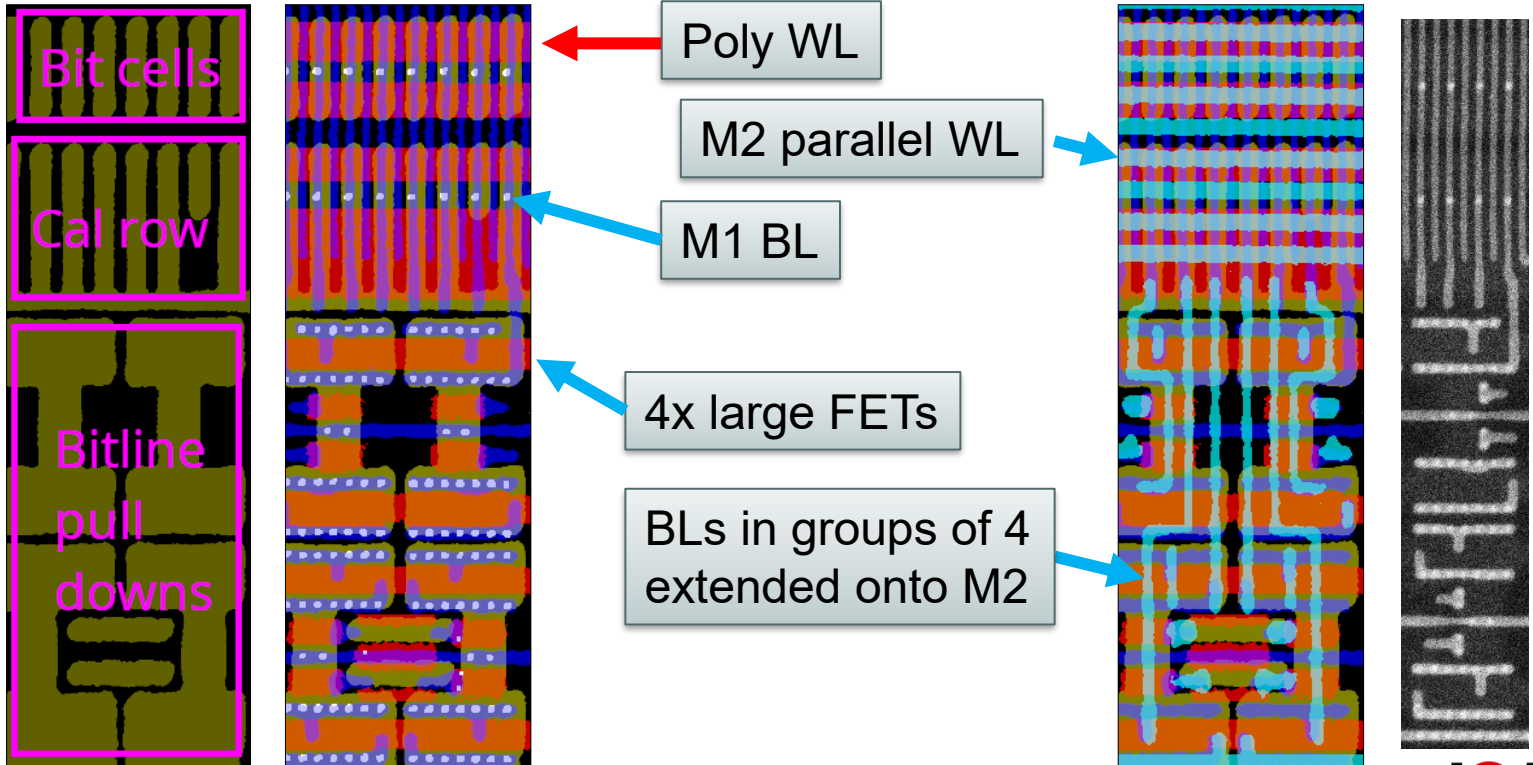 Bit cells
Cal row
Bitline
pull
downs
Poly WL
M2 parallel WL
M1 BL
4x large FETs
BLs in groups of 4
extended onto M2